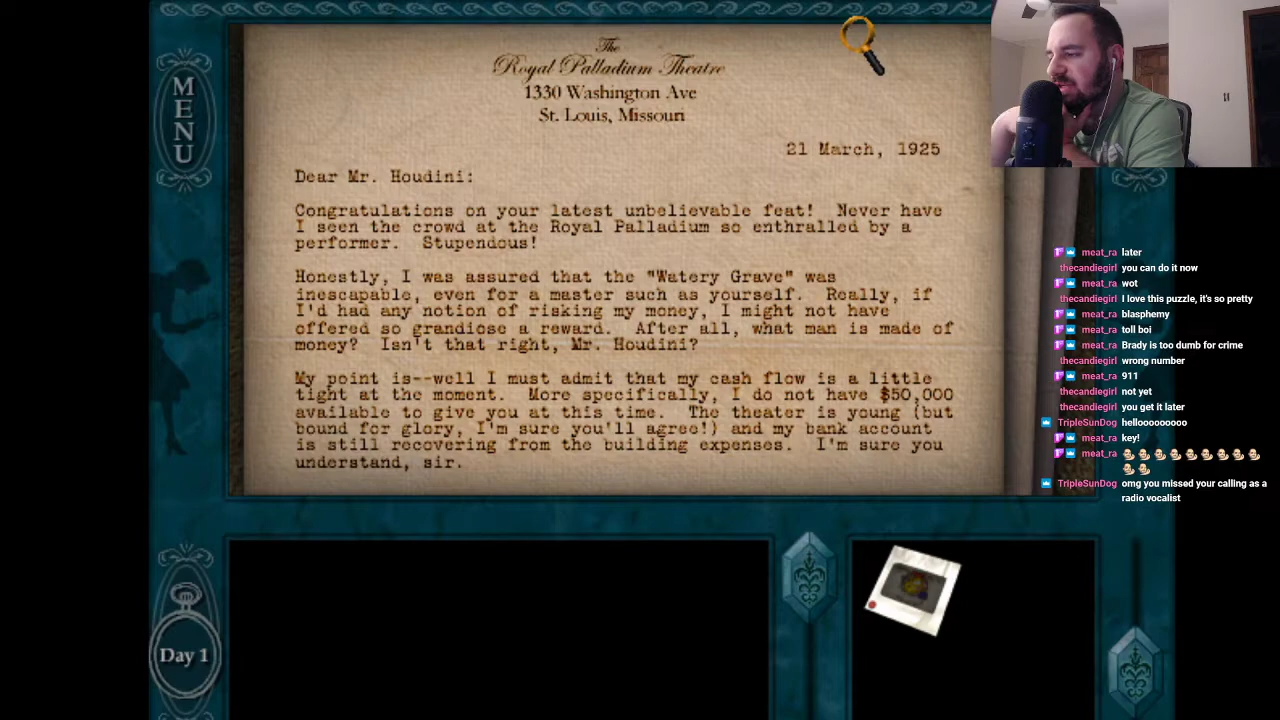 MENU
The
Royal Palladium Theatre
1330 Washington Ave
St. Louis, Missouri
21 March, 1925
Dear Mr. Houdini:
Congratulations on your latest unbelievable feat!  Never have
I seen the crowd at the Royal Palladium so enthralled by a
performer.  Stupendous!
Honestly, I was assured that the "Watery Grave" was
inescapable, even for a master such as yourself.  Really, if
I'd had any notion of risking my money, I might not have
offered so grandiose a reward.  After all, what man is made of
money?  Isn't that right, Mr. Houdini?
My point is--well I must admit that my cash flow is a little
tight at the moment.  More specifically, I do not have $50,000
available to give you at this time.  The theater is young (but
bound for glory, I'm sure you'll agree!) and my bank account
is still recovering from the building expenses.  I'm sure you
understand, sir.
meat_ra later
thecandiegirl you can do it now
meat_ra wot
thecandiegirl I love this puzzle, it's so pretty
meat_ra blasphemy
meat_ra toll boi
meat_ra Brady is too dumb for crime
thecandiegirl wrong number
meat_ra 911
thecandiegirl not yet
thecandiegirl you get it later
TripleSunDog hellooooooooo
meat_ra key!
meat_ra
TripleSunDog omg you missed your calling as a
radio vocalist
Day 1